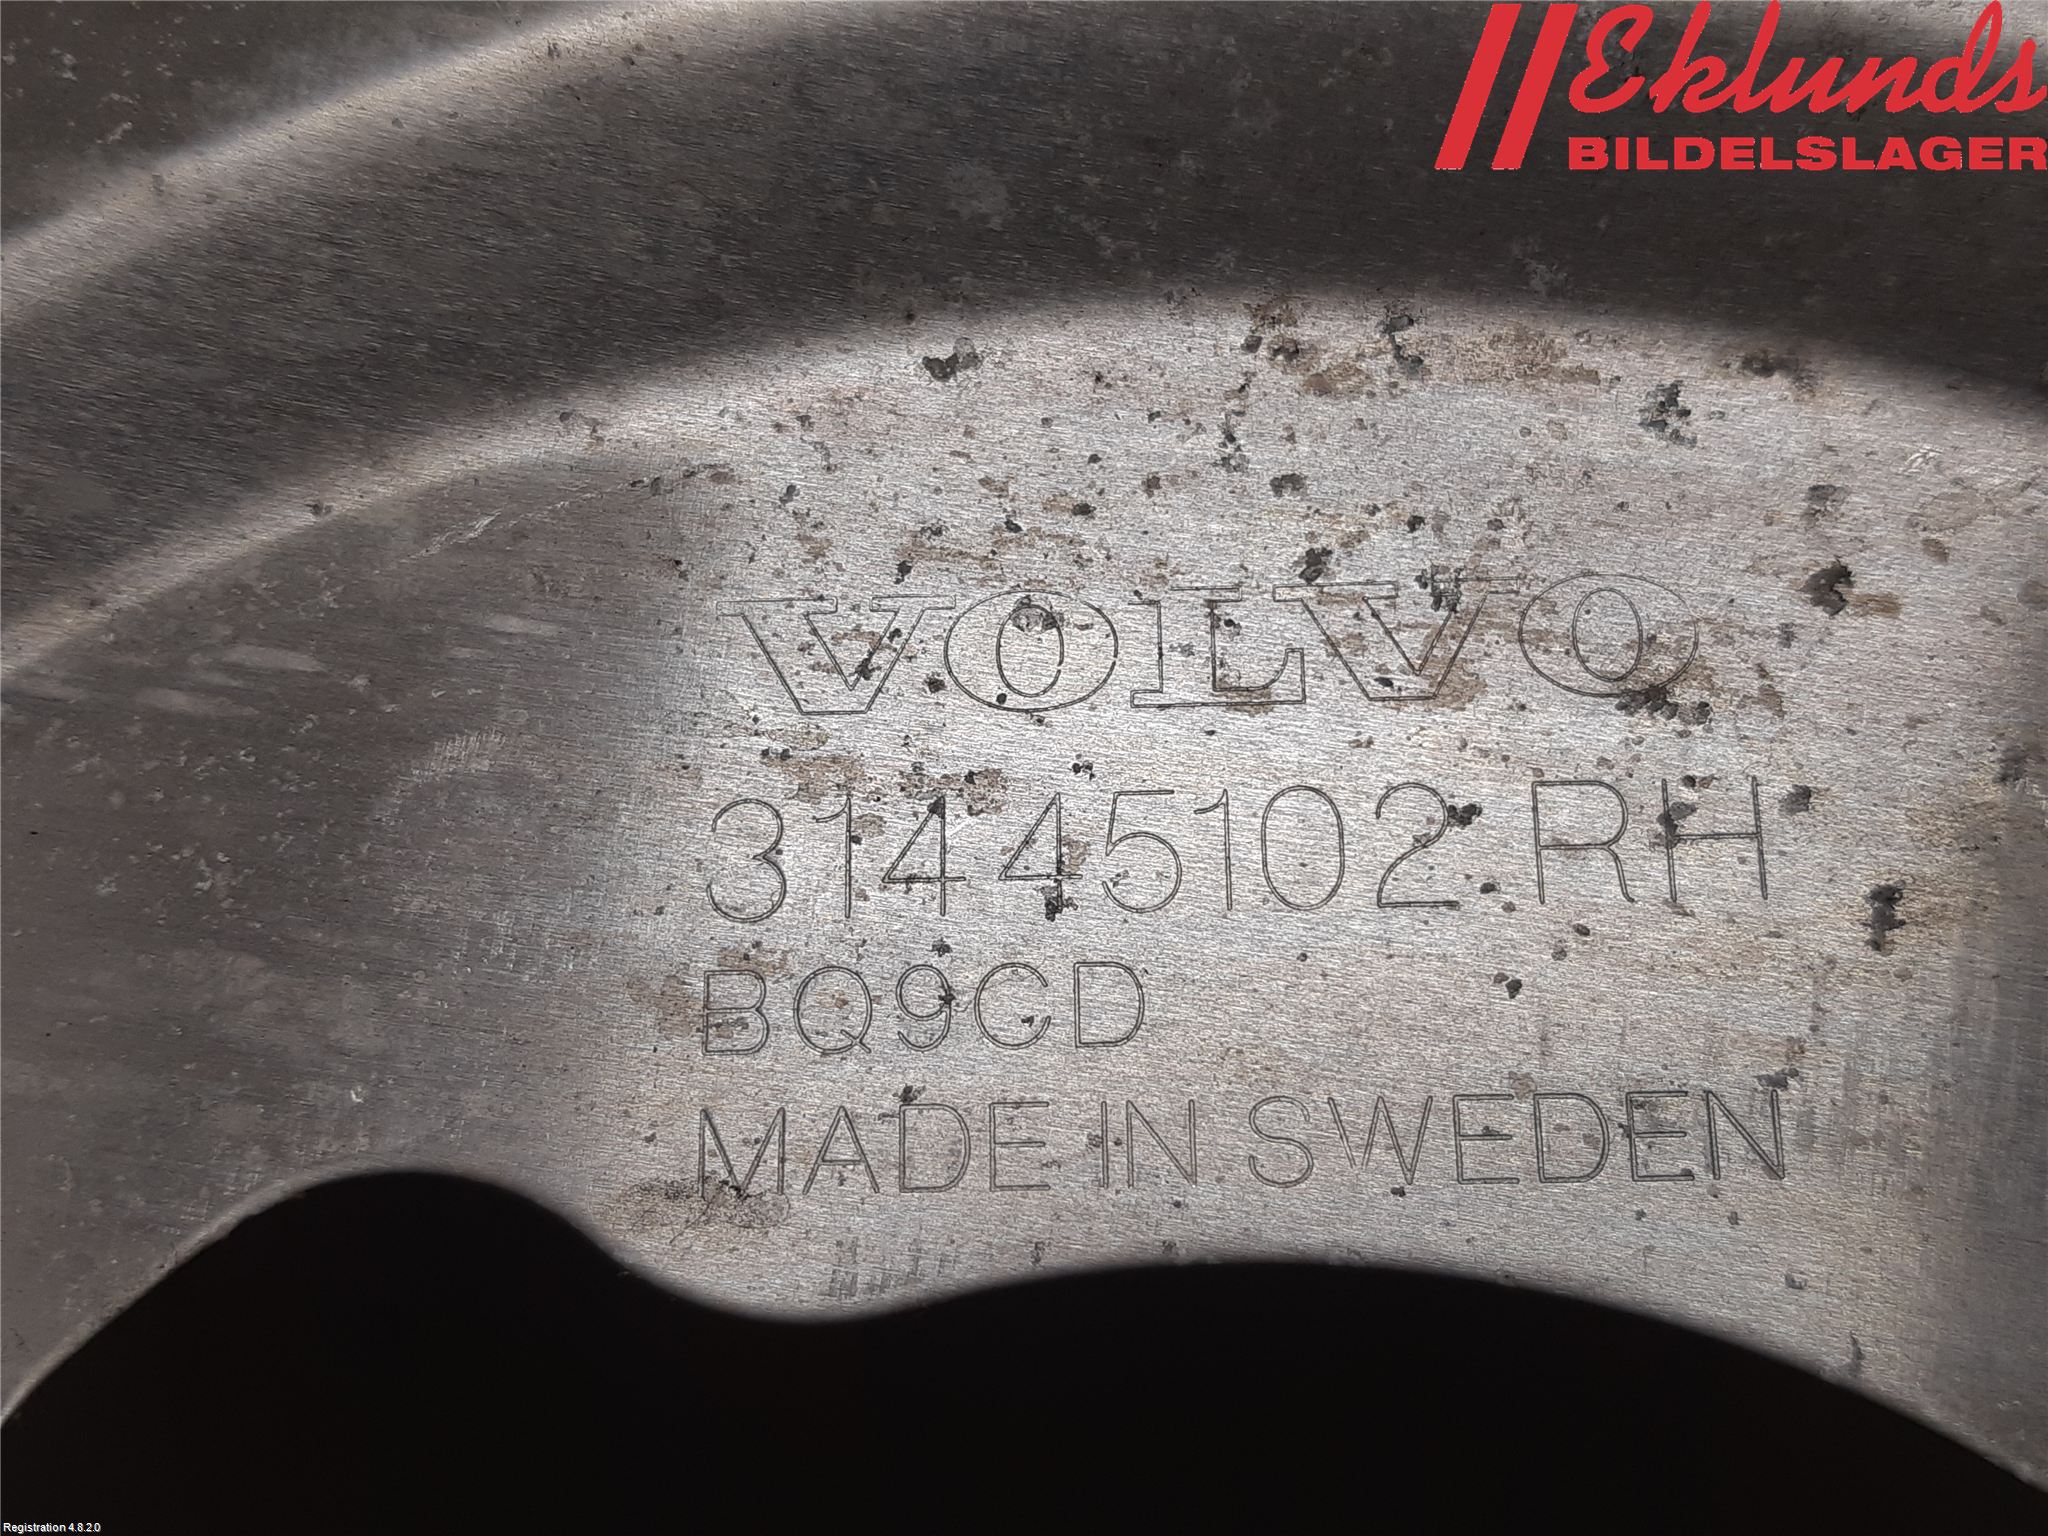 Eklunds
BILDELSLAGER
VOLVO
31445102 RH
BQ9CD
MADE IN SWEDEN
Registration 4.8.2.0